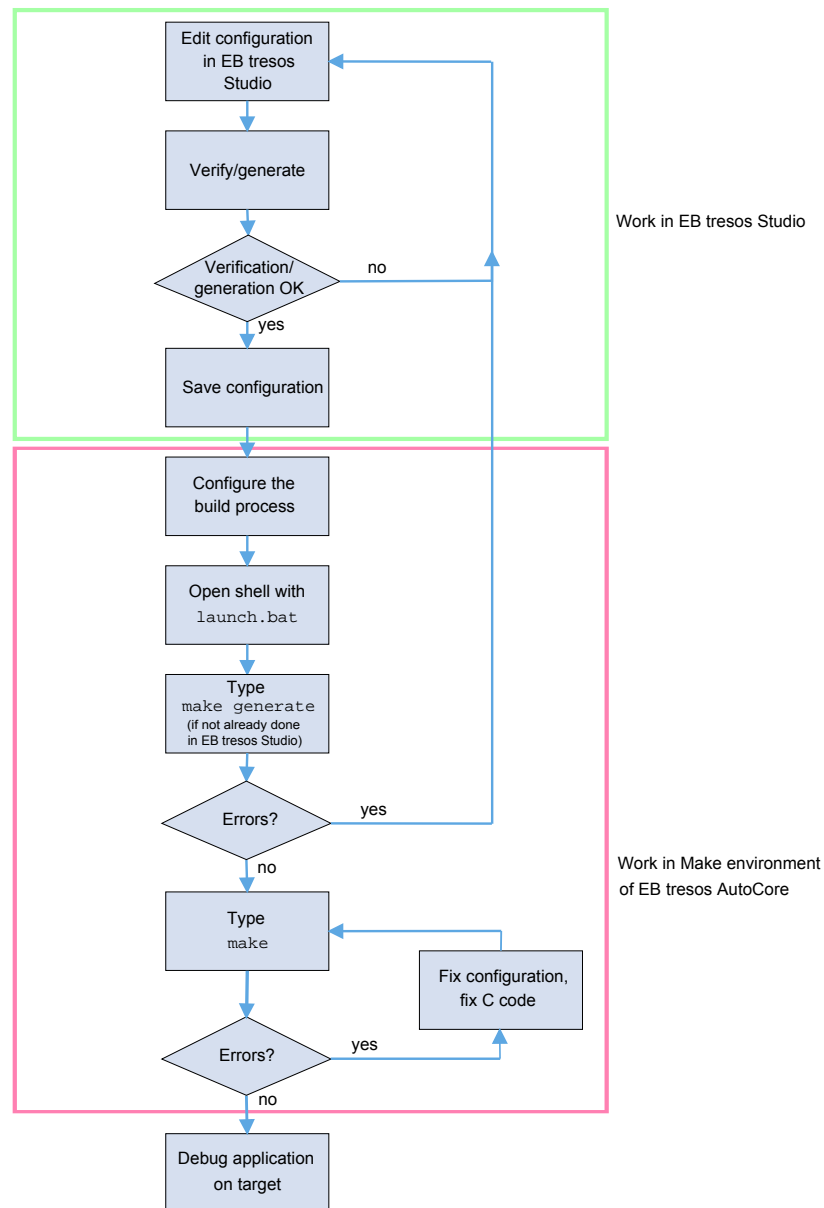 Edit configuration
in EB tresos
Studio
Verify/generate
Work in EB tresos Studio
Verification/
generation OK
no
yes
Save configuration
Configure the
build process
Open shell with
launch.bat
Type
make generate
(if not already done
in EB tresos Studio)
Errors?
yes
no
Work in Make environment
of EB tresos AutoCore
Type
make
Fix configuration,
fix C code
Errors?
yes
no
Debug application
on target